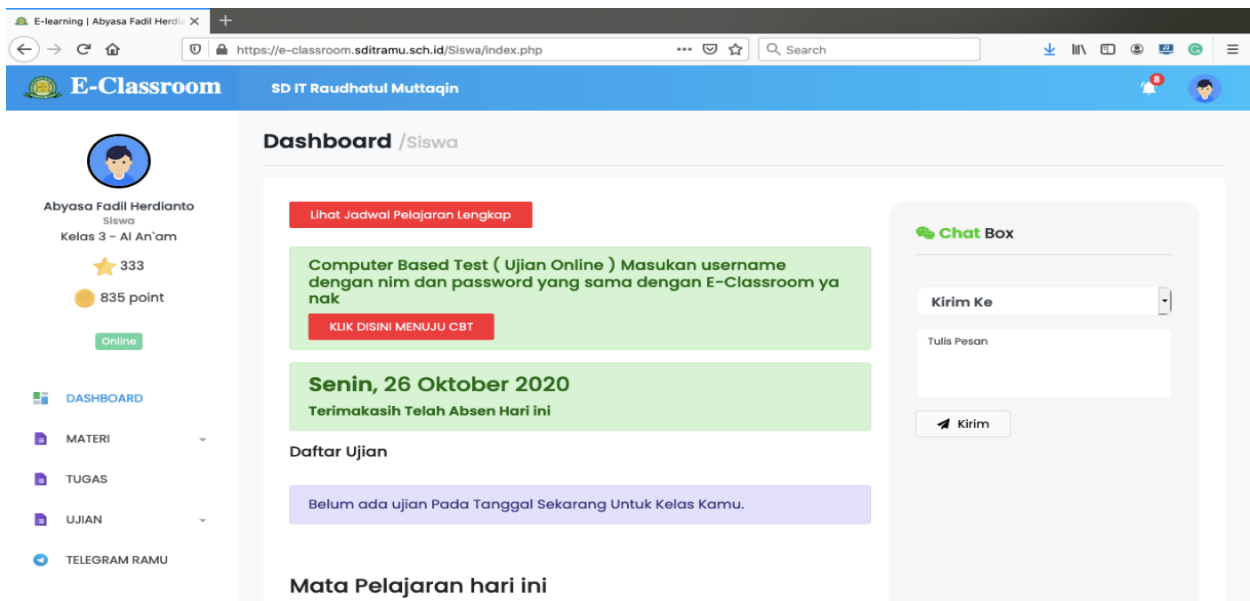 E-learning | Abyasa Fadil Herdi
https://e-classroom.sditramu.sch.id/Siswa/index.php
Search
E-Classroom
SD IT Raudhatul Muttaqin
8
Dashboard /Siswa
Abyasa Fadil Herdianto
Siswa
Kelas 3 - Al An`am
333
835 point
Online
DASHBOARD
MATERI
TUGAS
UJIAN
TELEGRAM RAMU
Lihat Jadwal Pelajaran Lengkap
Computer Based Test ( Ujian Online ) Masukan username
dengan nim dan password yang sama dengan E-Classroom ya
nak
KLIK DISINI MENUJU CBT
Senin, 26 Oktober 2020
Terimakasih Telah Absen Hari ini
Daftar Ujian
Belum ada ujian Pada Tanggal Sekarang Untuk Kelas Kamu.
Mata Pelajaran hari ini
Chat Box
Kirim Ke
Tulis Pesan
Kirim